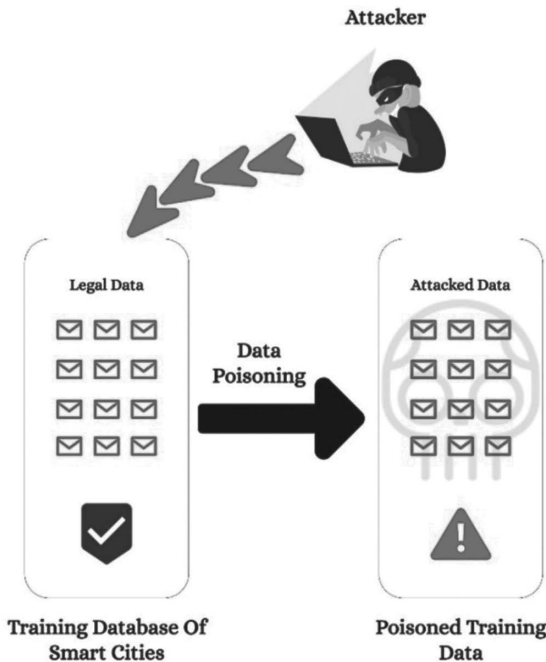 Attacker
Legal Data
Attacked Data
Data
Poisoning
Training Database Of
Smart Cities
Poisoned Training
Data